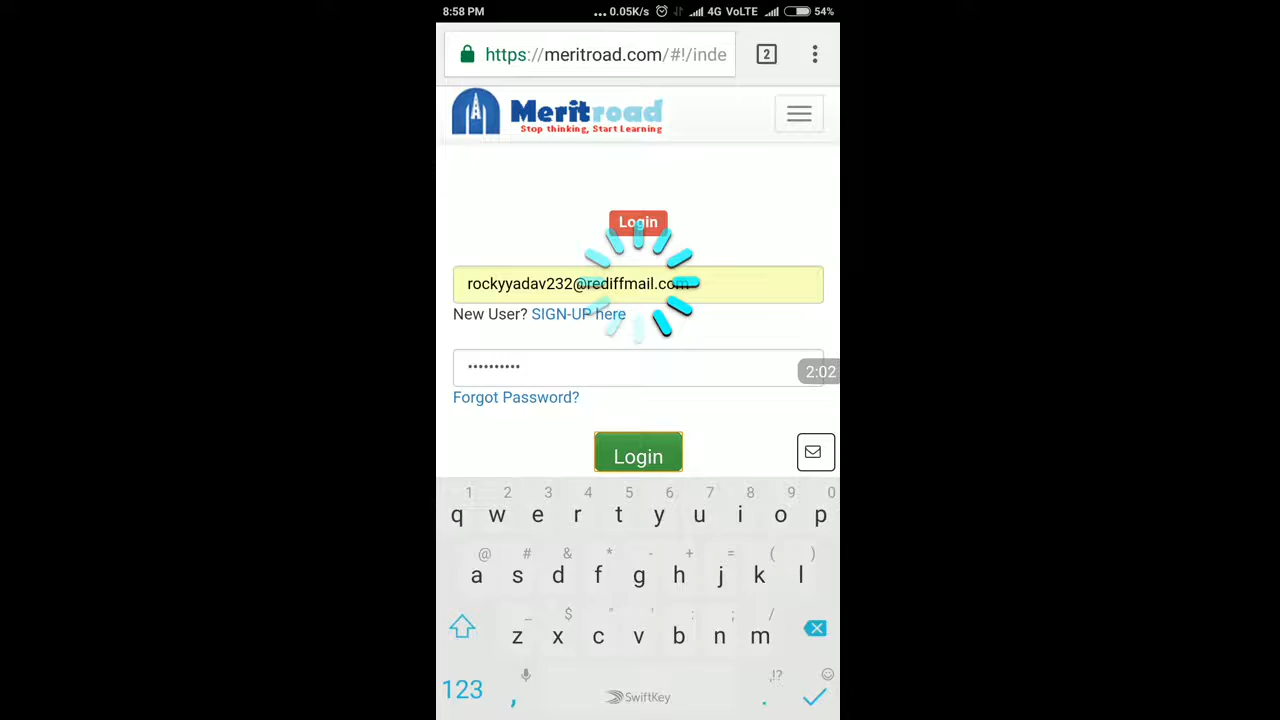 8:58 PM ... 0.05K/s 4G VoLTE 54%
https://meritroad.com/#!/inde 2
Meritroad
Stop thinking, Start Learning
Login
rockyyadav232@rediffmail.com
New User? SIGN-UP here
••••••••••
2:02
Forgot Password?
Login
1 2 3 4 5 6 7 8 9 0
q w e r t y u i o p
@ # & * - + = ( )
a s d f g h j k l
_ $ " ' : ; /
z x c v b n m
,!?
123 , SwiftKey .